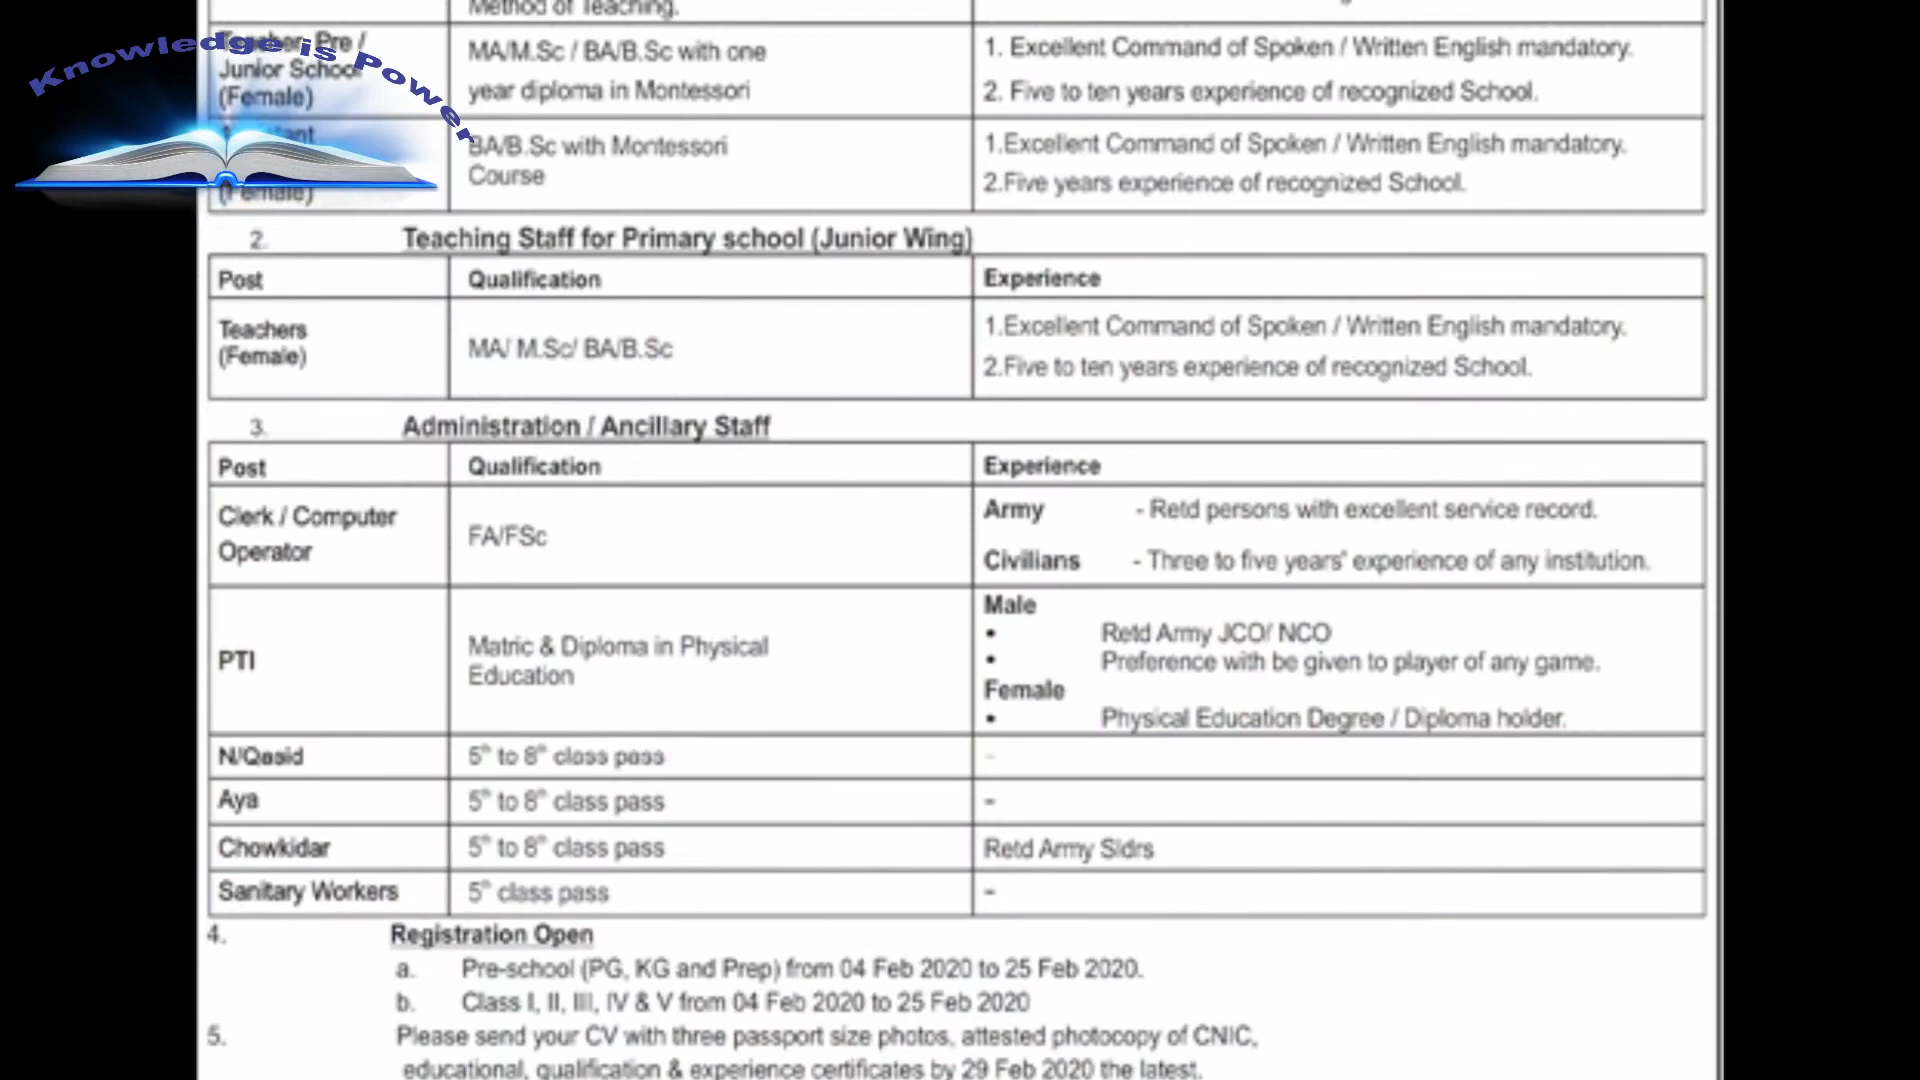 Knowledge is Power
Method of Teaching.
Teacher Pre /
Junior School
(Female)
MA/M.Sc / BA/B.Sc with one
year diploma in Montessori
1. Excellent Command of Spoken / Written English mandatory.
2. Five to ten years experience of recognized School.
(Female)
BA/B.Sc with Montessori
Course
1.Excellent Command of Spoken / Written English mandatory.
2.Five years experience of recognized School.
2. Teaching Staff for Primary school (Junior Wing)
Post Qualification Experience
Teachers
(Female)
MA/ M.Sc/ BA/B.Sc
1.Excellent Command of Spoken / Written English mandatory.
2.Five to ten years experience of recognized School.
3. Administration / Ancillary Staff
Post Qualification Experience
Clerk / Computer
Operator
FA/FSc
Army - Retd persons with excellent service record.
Civilians - Three to five years' experience of any institution.
PTI
Matric & Diploma in Physical
Education
Male
• Retd Army JCO/ NCO
• Preference with be given to player of any game.
Female
• Physical Education Degree / Diploma holder.
N/Qasid 5th to 8th class pass -
Aya 5th to 8th class pass -
Chowkidar 5th to 8th class pass Retd Army Sldrs
Sanitary Workers 5th class pass -
4. Registration Open
a. Pre-school (PG, KG and Prep) from 04 Feb 2020 to 25 Feb 2020.
b. Class I, II, III, IV & V from 04 Feb 2020 to 25 Feb 2020
5. Please send your CV with three passport size photos, attested photocopy of CNIC,
educational, qualification & experience certificates by 29 Feb 2020 the latest.